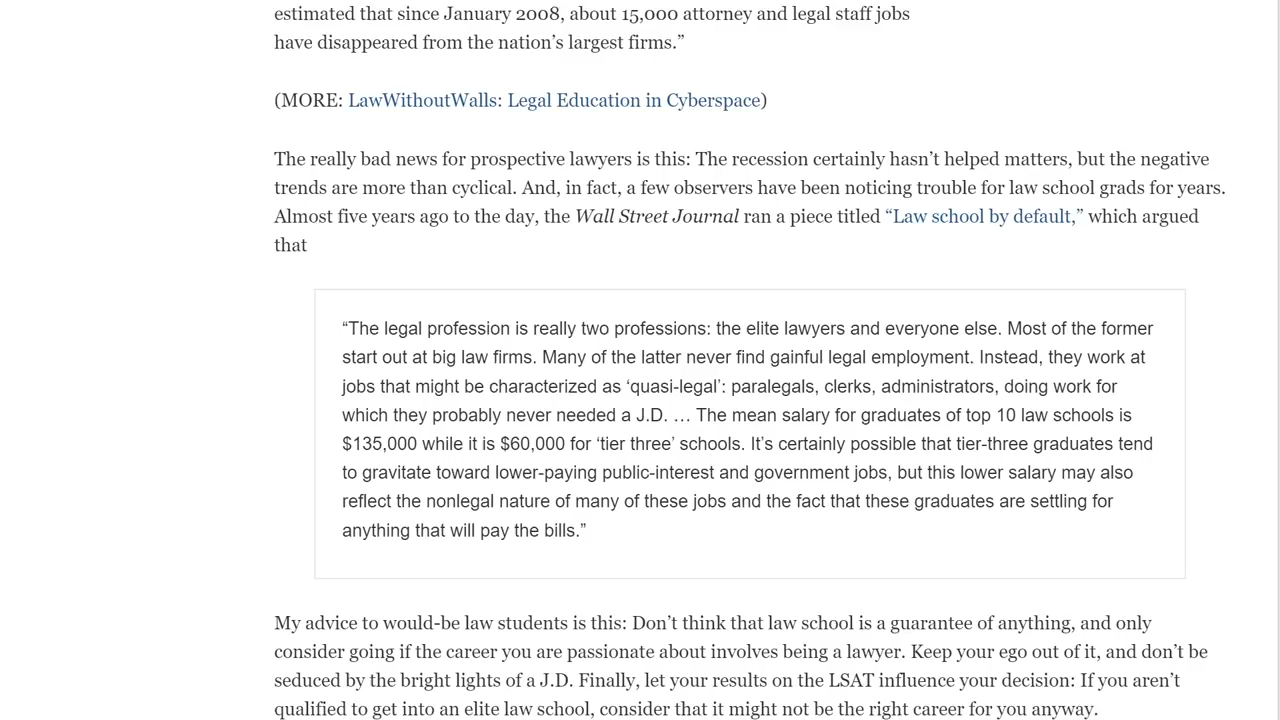 estimated that since January 2008, about 15,000 attorney and legal staff jobs
have disappeared from the nation’s largest firms.”
(MORE: LawWithoutWalls: Legal Education in Cyberspace)
The really bad news for prospective lawyers is this: The recession certainly hasn’t helped matters, but the negative
trends are more than cyclical. And, in fact, a few observers have been noticing trouble for law school grads for years.
Almost five years ago to the day, the Wall Street Journal ran a piece titled “Law school by default,” which argued
that
“The legal profession is really two professions: the elite lawyers and everyone else. Most of the former
start out at big law firms. Many of the latter never find gainful legal employment. Instead, they work at
jobs that might be characterized as ‘quasi-legal’: paralegals, clerks, administrators, doing work for
which they probably never needed a J.D. … The mean salary for graduates of top 10 law schools is
$135,000 while it is $60,000 for ‘tier three’ schools. It’s certainly possible that tier-three graduates tend
to gravitate toward lower-paying public-interest and government jobs, but this lower salary may also
reflect the nonlegal nature of many of these jobs and the fact that these graduates are settling for
anything that will pay the bills.”
My advice to would-be law students is this: Don’t think that law school is a guarantee of anything, and only
consider going if the career you are passionate about involves being a lawyer. Keep your ego out of it, and don’t be
seduced by the bright lights of a J.D. Finally, let your results on the LSAT influence your decision: If you aren’t
qualified to get into an elite law school, consider that it might not be the right career for you anyway.